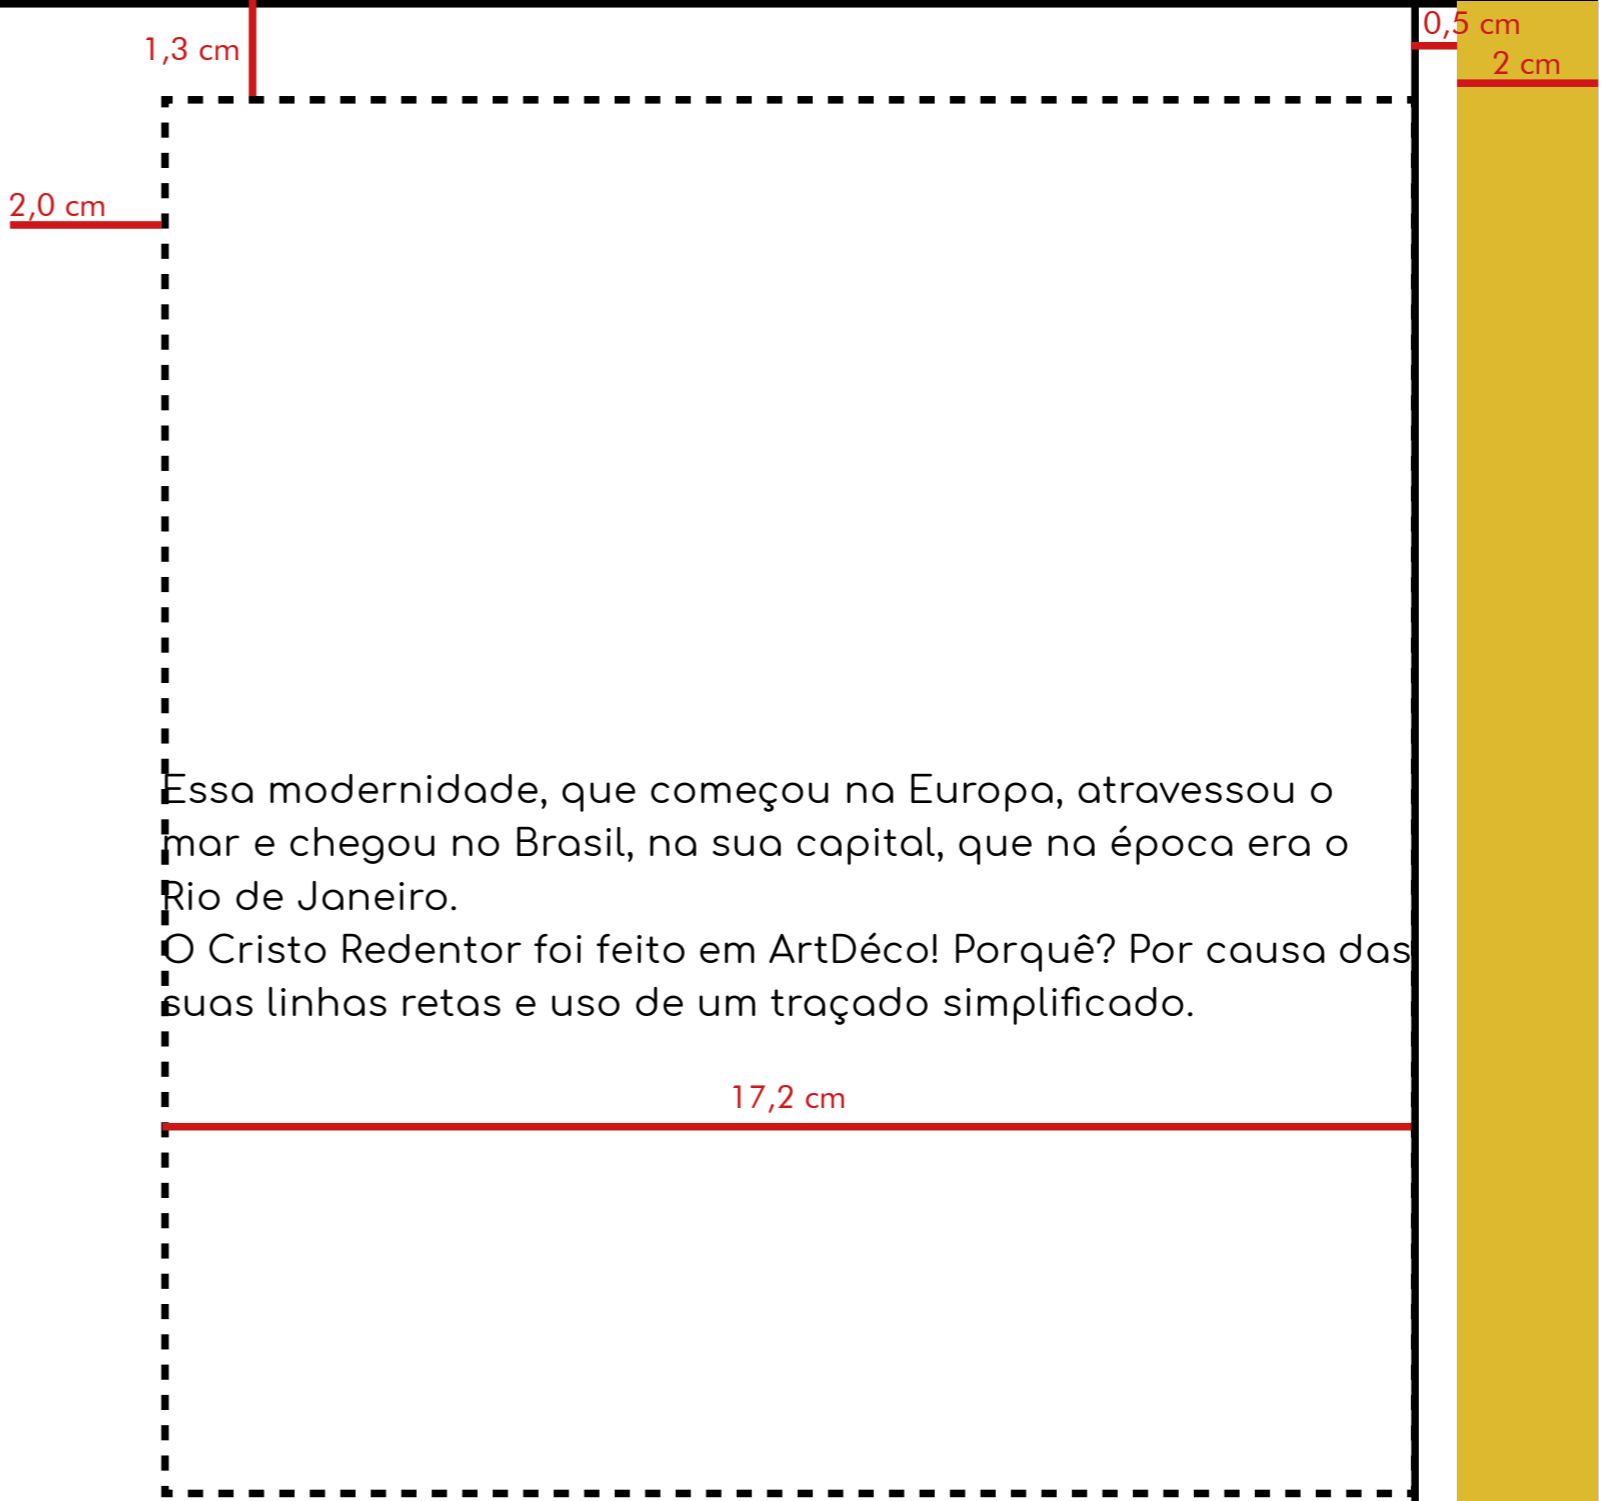 0,5 cm
1,3 cm
2 cm
2,0 cm
Essa modernidade, que começou na Europa, atravessou o
mar e chegou no Brasil, na sua capital, que na época era o
Rio de Janeiro.
O Cristo Redentor foi feito em ArtDéco! Porquê? Por causa das
suas linhas retas e uso de um traçado simplificado.
17,2 cm